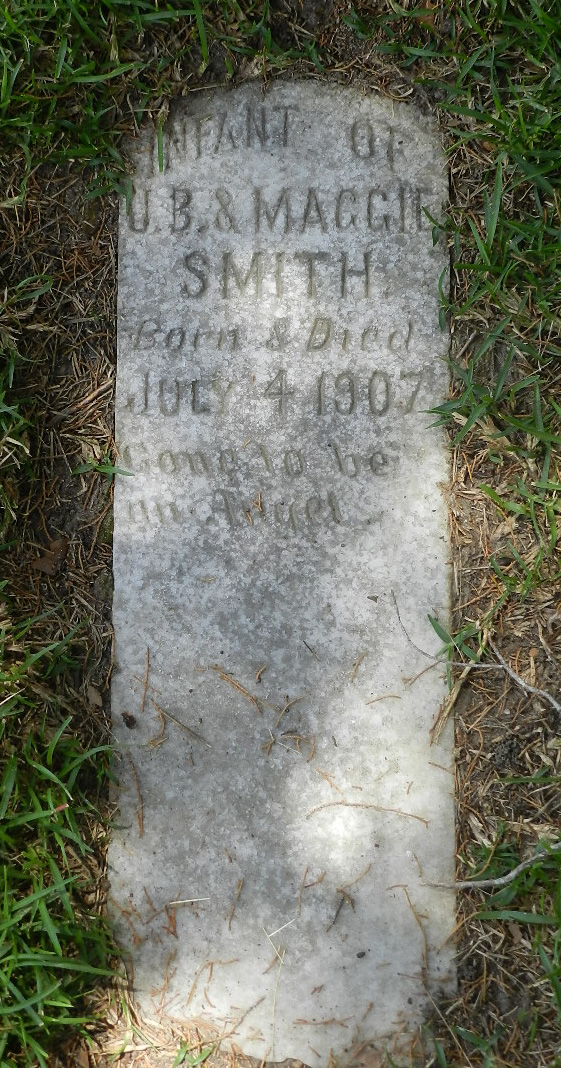 INFANT OF
J.B. & MAGGIE
SMITH.
Born & Died
JULY 4 1907
Gone to be
an Angel.